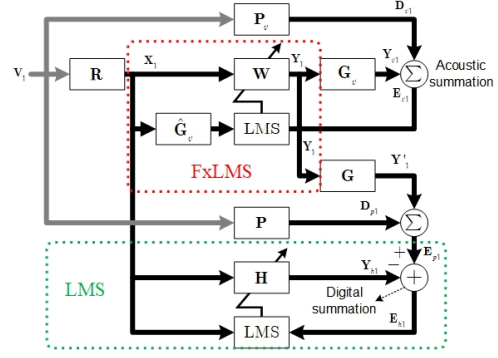 P_v
D_v1
V_1
R
X_1
W
Y_1
G_v
Y_v1
∑
Acoustic
summation
E_v1
Ĝ_v
LMS
Y_1
FxLMS
G
Y'_1
P
D_p1
∑
+
E_p1
−
LMS
H
Y_h1
+
Digital
summation
E_h1
LMS